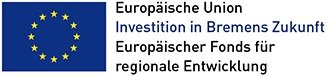 Europäische Union
Investition in Bremens Zukunft
Europäischer Fonds für
regionale Entwicklung